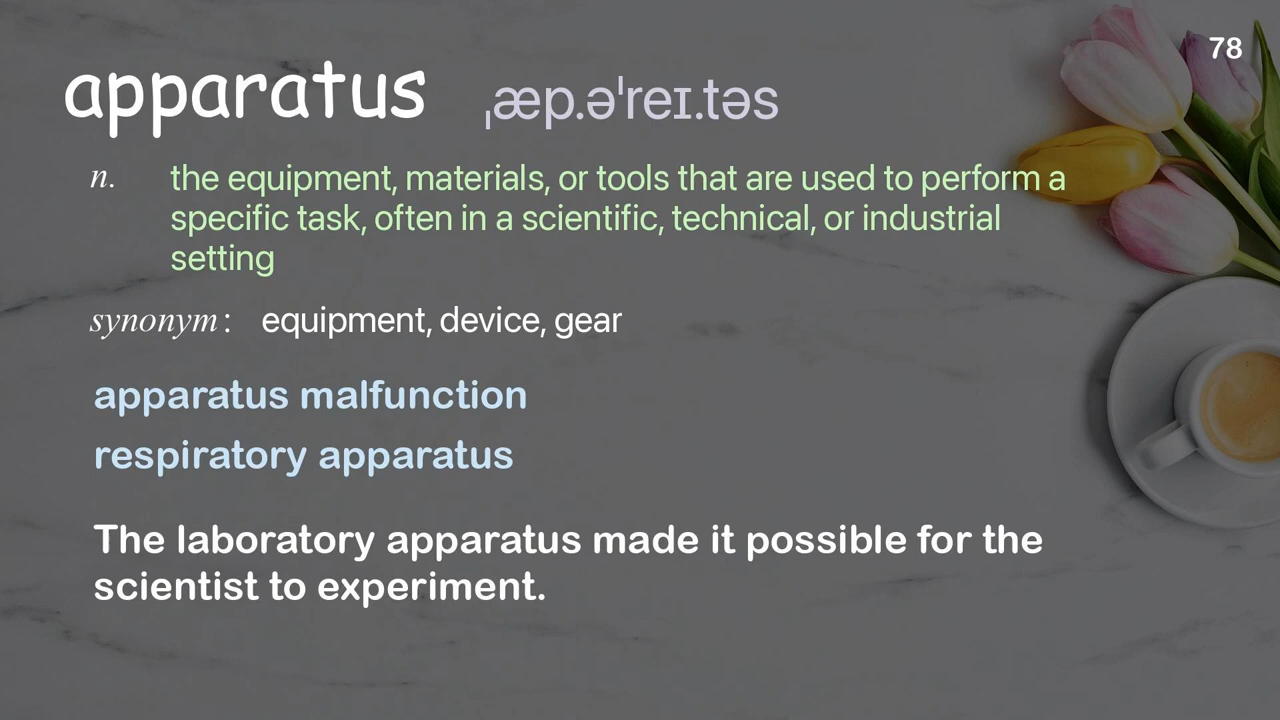 78
apparatus ˌæp.əˈreɪ.təs
n. the equipment, materials, or tools that are used to perform a
specific task, often in a scientific, technical, or industrial
setting
synonym : equipment, device, gear
apparatus malfunction
respiratory apparatus
The laboratory apparatus made it possible for the
scientist to experiment.